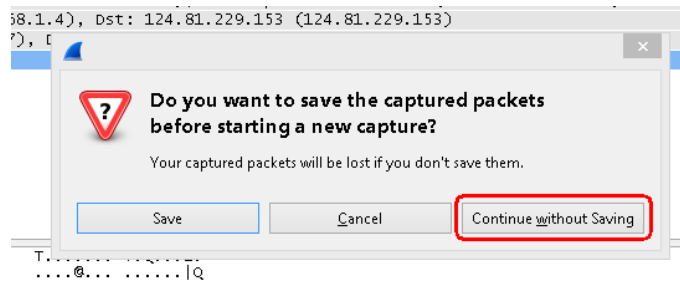 58.1.4), Dst: 124.81.229.153 (124.81.229.153)
?
Do you want to save the captured packets
before starting a new capture?
Your captured packets will be lost if you don't save them.
Save
Cancel
Continue without Saving
....@... ......|Q